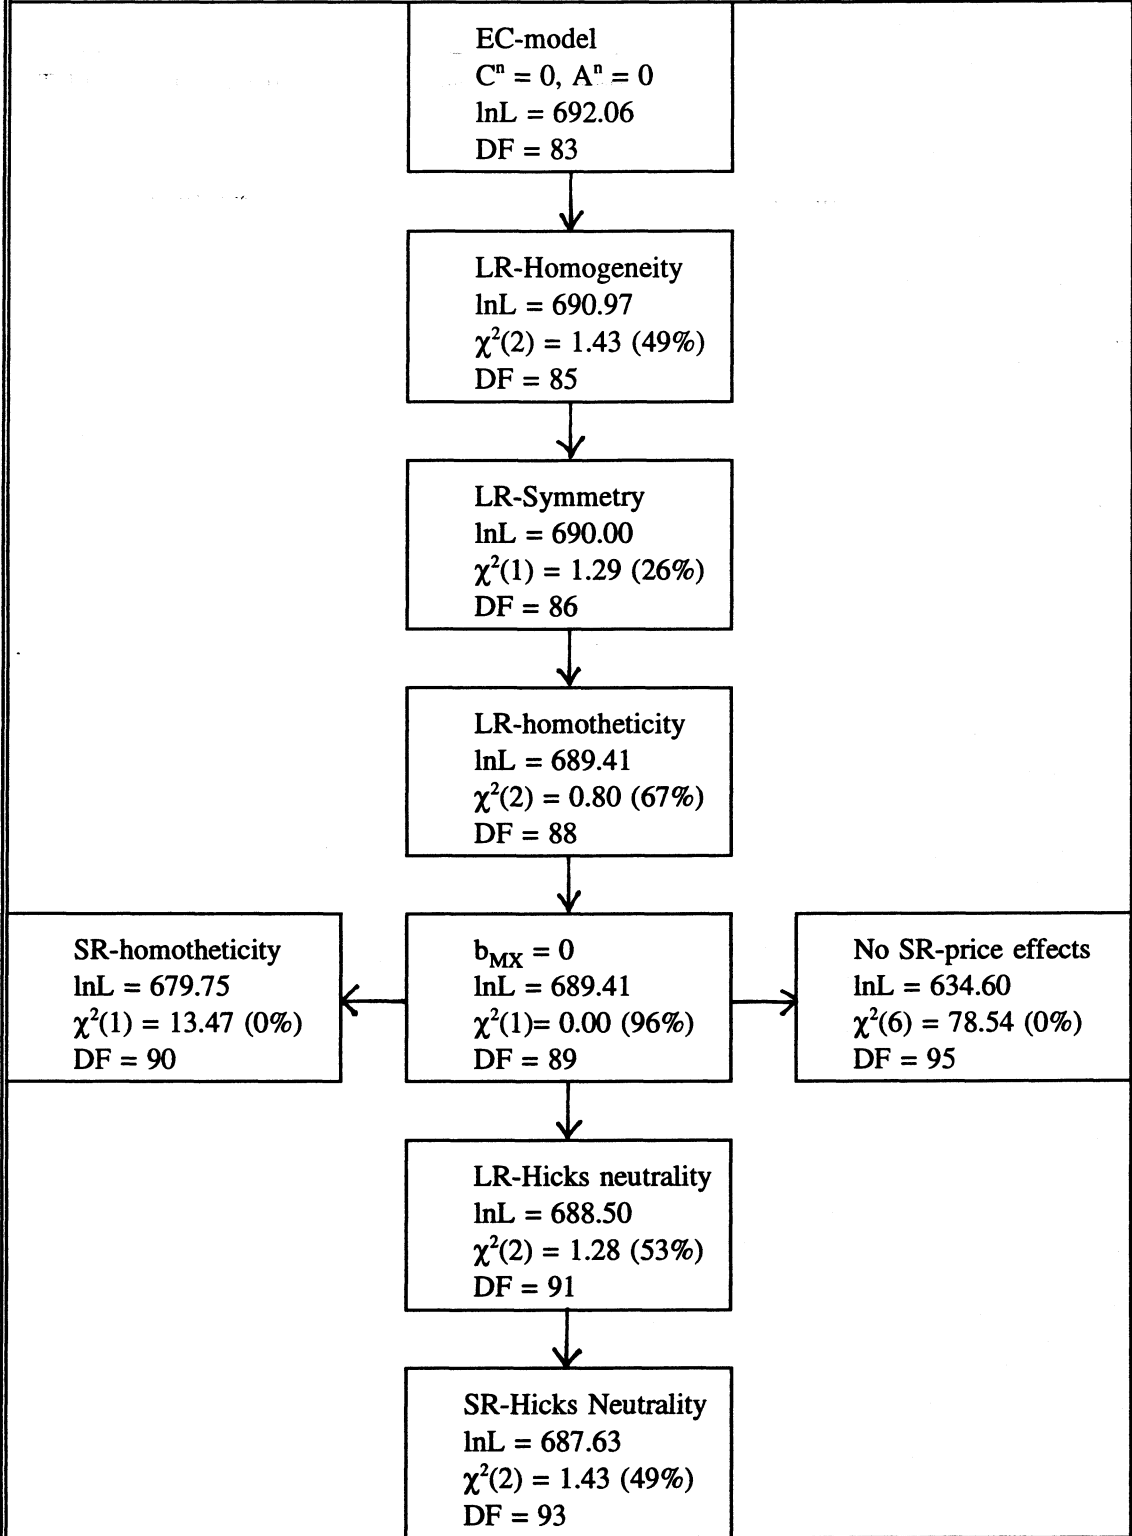 EC-model
Cⁿ = 0, Aⁿ = 0
lnL = 692.06
DF = 83
LR-Homogeneity
lnL = 690.97
χ²(2) = 1.43 (49%)
DF = 85
LR-Symmetry
lnL = 690.00
χ²(1) = 1.29 (26%)
DF = 86
LR-homotheticity
lnL = 689.41
χ²(2) = 0.80 (67%)
DF = 88
SR-homotheticity
lnL = 679.75
χ²(1) = 13.47 (0%)
DF = 90
b_MX = 0
lnL = 689.41
χ²(1)= 0.00 (96%)
DF = 89
No SR-price effects
lnL = 634.60
χ²(6) = 78.54 (0%)
DF = 95
LR-Hicks neutrality
lnL = 688.50
χ²(2) = 1.28 (53%)
DF = 91
SR-Hicks Neutrality
lnL = 687.63
χ²(2) = 1.43 (49%)
DF = 93